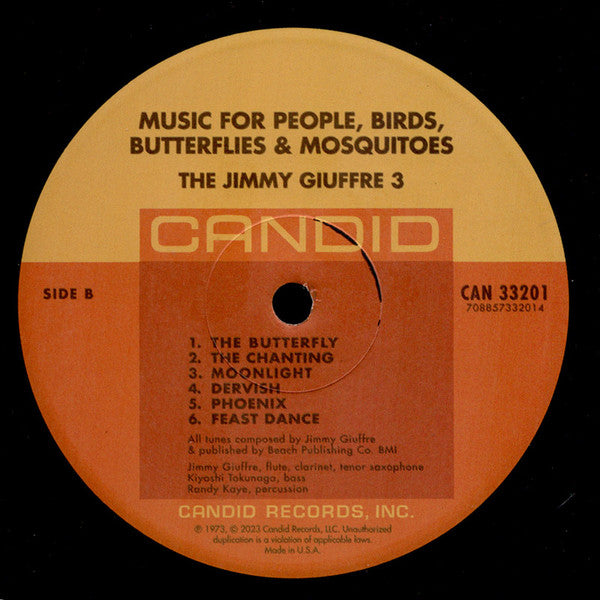 MUSIC FOR PEOPLE, BIRDS,
BUTTERFLIES & MOSQUITOES
THE JIMMY GIUFFRE 3
CANDID
SIDE B
CAN 33201
708857332014
1. THE BUTTERFLY
2. THE CHANTING
3. MOONLIGHT
4. DERVISH
5. PHOENIX
6. FEAST DANCE
All tunes composed by Jimmy Giuffre
& published by Beach Publishing Co. BMI
Jimmy Giuffre, flute, clarinet, tenor saxophone
Kiyoshi Tokunaga, bass
Randy Kaye, percussion
CANDID RECORDS, INC.
℗ 1973, © 2023 Candid Records, LLC. Unauthorized
duplication is a violation of applicable laws.
Made in U.S.A.